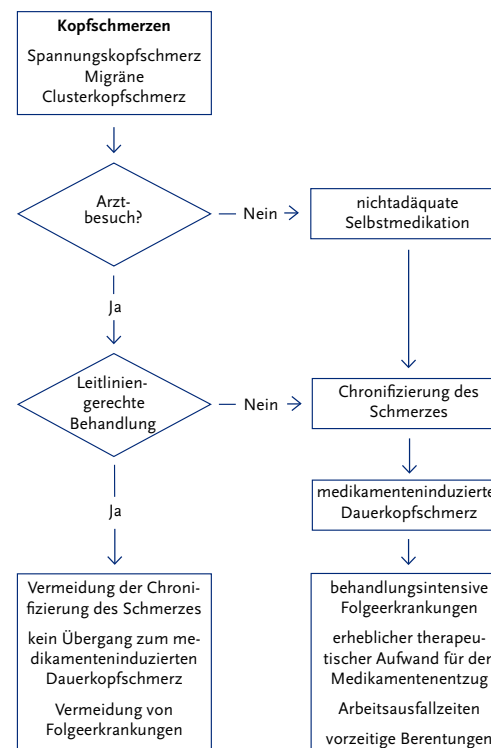 Kopfschmerzen
Spannungskopfschmerz
Migräne
Clusterkopfschmerz
Arzt-
besuch?
Nein
nichtadäquate
Selbstmedikation
Ja
Leitlinien-
gerechte
Behandlung
Nein
Chronifizierung des
Schmerzes
medikamenteninduzierte
Dauerkopfschmerz
Ja
Vermeidung der Chroni-
fizierung des Schmerzes
kein Übergang zum me-
dikamenteninduzierten
Dauerkopfschmerz
Vermeidung von
Folgeerkrankungen
behandlungsintensive
Folgeerkrankungen
erheblicher therapeu-
tischer Aufwand für den
Medikamentenentzug
Arbeitsausfallzeiten
vorzeitige Berentungen